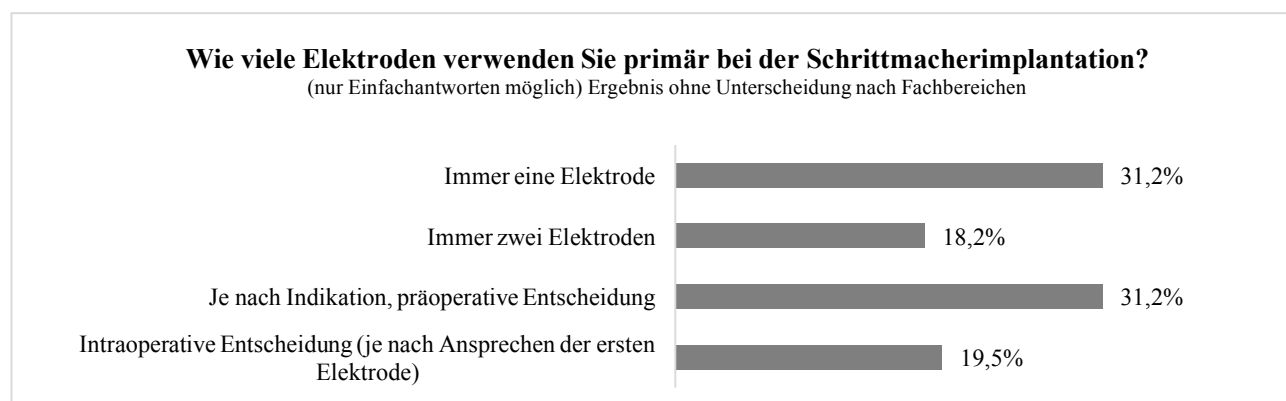 Wie viele Elektroden verwenden Sie primär bei der Schrittmacherimplantation?
(nur Einfachantworten möglich) Ergebnis ohne Unterscheidung nach Fachbereichen
Immer eine Elektrode
31,2%
Immer zwei Elektroden
18,2%
Je nach Indikation, präoperative Entscheidung
31,2%
Intraoperative Entscheidung (je nach Ansprechen der ersten
Elektrode)
19,5%